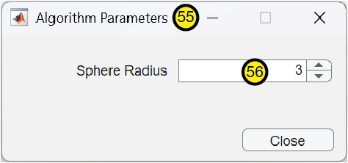 Algorithm Parameters 55
Sphere Radius 56 3
Close